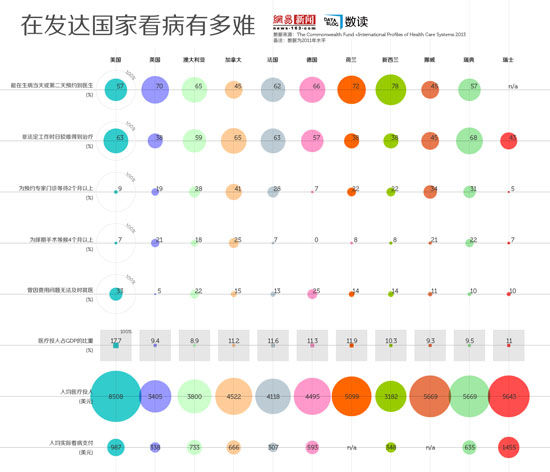 在发达国家看病有多难
網易新闻 news·163·com
DATA BLOG 数读
数据来源: The Commonwealth Fund «International Profiles of Health Care Systems 2013
备注: 数据为2011年水平
美国 英国 澳大利亚 加拿大 法国 德国 荷兰 新西兰 挪威 瑞典 瑞士
100%
能在生病当天或第二天预约到医生 57 70 65 45 62 66 72 78 45 57 n/a
(%)
100%
非法定工作时日较难得到治疗 63 38 59 65 63 57 38 38 45 68 43
(%)
100%
为预约专家门诊等待2个月以上 9 19 28 41 28 7 22 22 34 31 5
(%)
100%
为择期手术等候4个月以上 7 21 18 25 7 0 8 8 21 22 7
(%)
100%
曾因费用问题无法及时就医 33 5 22 15 13 25 14 14 11 10 10
(%)
100%
医疗投入占GDP的比重 17.7 9.4 8.9 11.2 11.6 11.3 11.9 10.3 9.3 9.5 11
(%)
人均医疗投入 8508 3405 3800 4522 4118 4495 5099 3182 5669 5669 5643
(美元)
人均实际看病支付 987 338 733 666 307 593 n/a 348 n/a 635 1455
(美元)